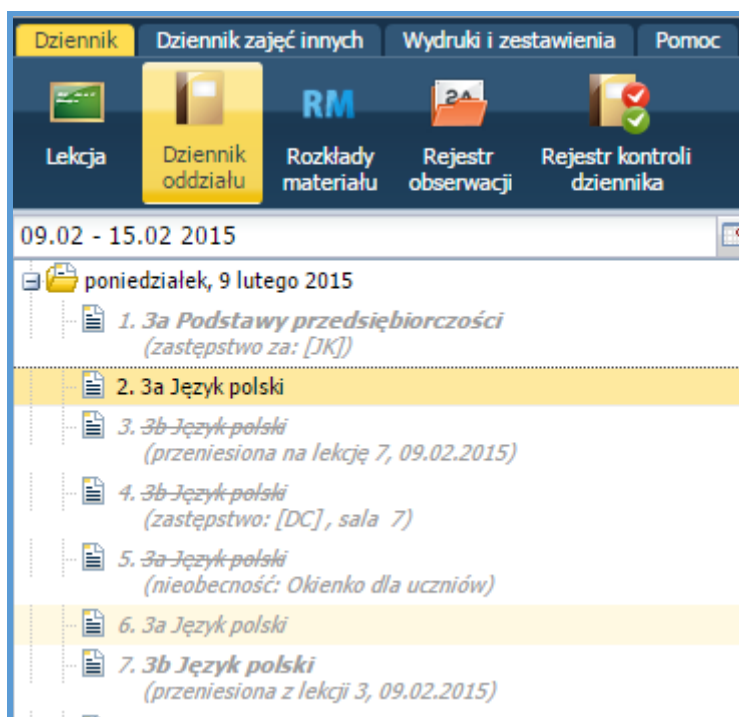 Dziennik Dziennik zajęć innych Wydruki i zestawienia Pomoc
RM 2A
Lekcja Dziennik oddziału Rozkłady materiału Rejestr obserwacji Rejestr kontroli dziennika
09.02 - 15.02 2015
poniedziałek, 9 lutego 2015
1. 3a Podstawy przedsiębiorczości
(zastępstwo za: [JK])
2. 3a Język polski
3. 3b Język polski
(przeniesiona na lekcję 7, 09.02.2015)
4. 3b Język polski
(zastępstwo: [DC] , sala 7)
5. 3a Język polski
(nieobecność: Okienko dla uczniów)
6. 3a Język polski
7. 3b Język polski
(przeniesiona z lekcji 3, 09.02.2015)